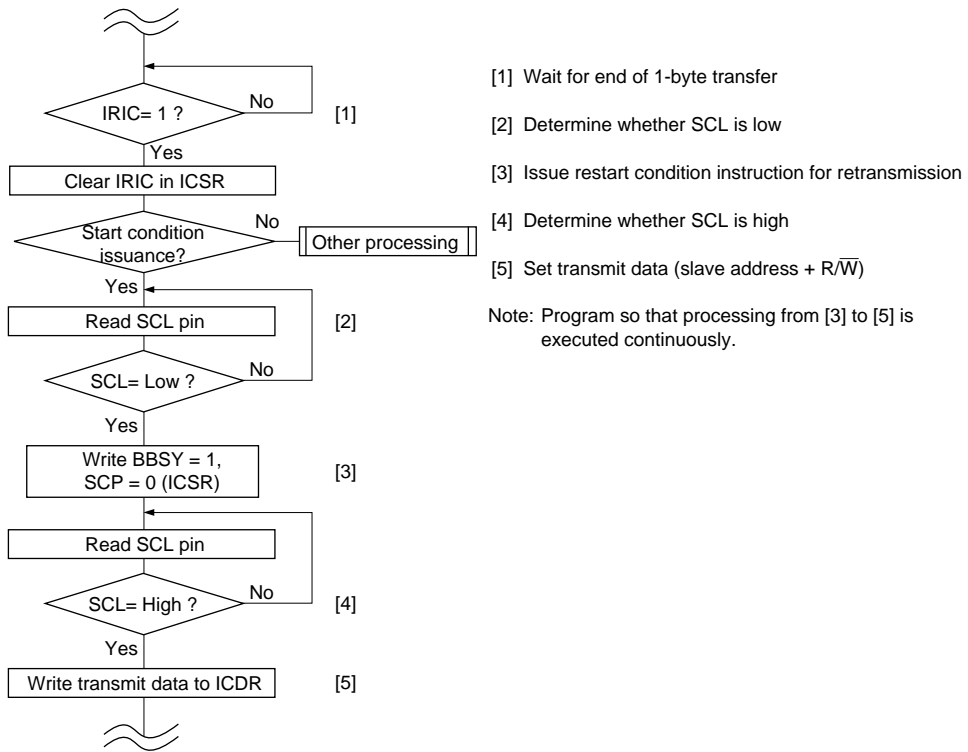 IRIC= 1 ?
No
[1]
Yes
Clear IRIC in ICSR
Start condition
issuance?
No
Other processing
Yes
Read SCL pin
[2]
SCL= Low ?
No
Yes
Write BBSY = 1,
SCP = 0 (ICSR)
[3]
Read SCL pin
SCL= High ?
No
[4]
Yes
Write transmit data to ICDR
[5]
[1] Wait for end of 1-byte transfer
[2] Determine whether SCL is low
[3] Issue restart condition instruction for retransmission
[4] Determine whether SCL is high
[5] Set transmit data (slave address + R/W̅)
Note: Program so that processing from [3] to [5] is
executed continuously.